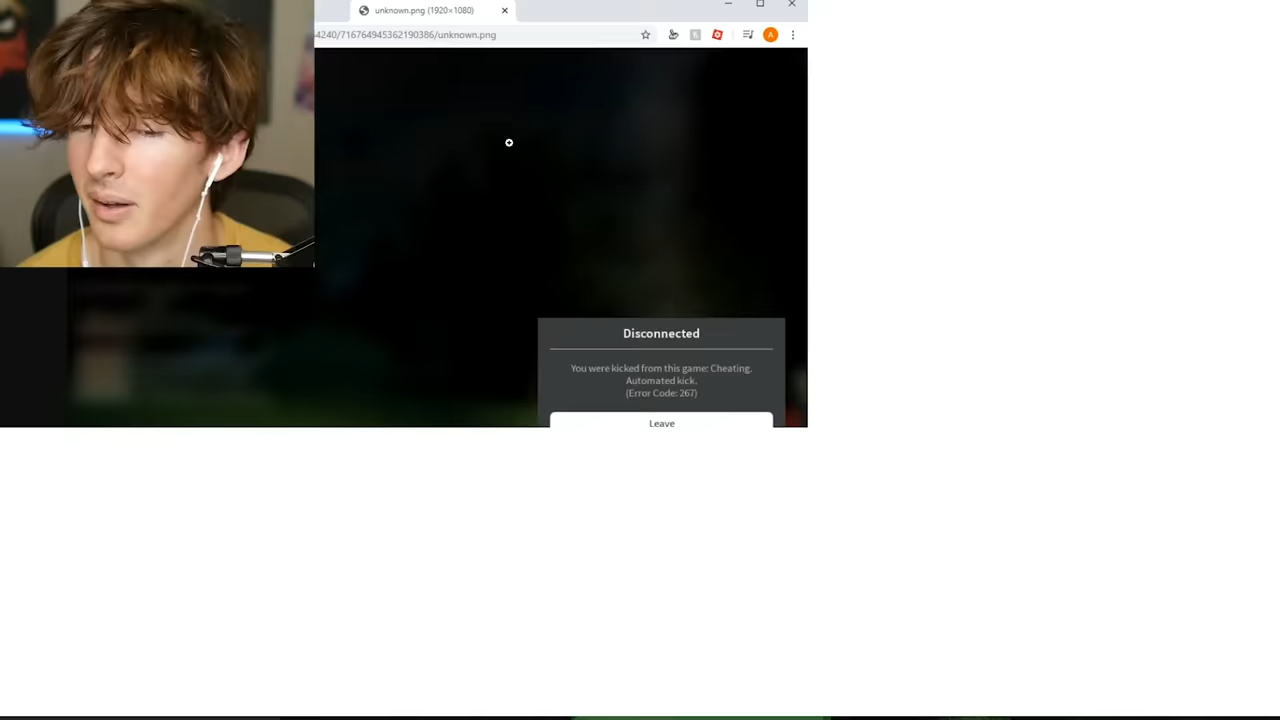 unknown.png (1920×1080)
4240/716764945362190386/unknown.png
A
Disconnected
You were kicked from this game: Cheating.
Automated kick.
(Error Code: 267)
Leave